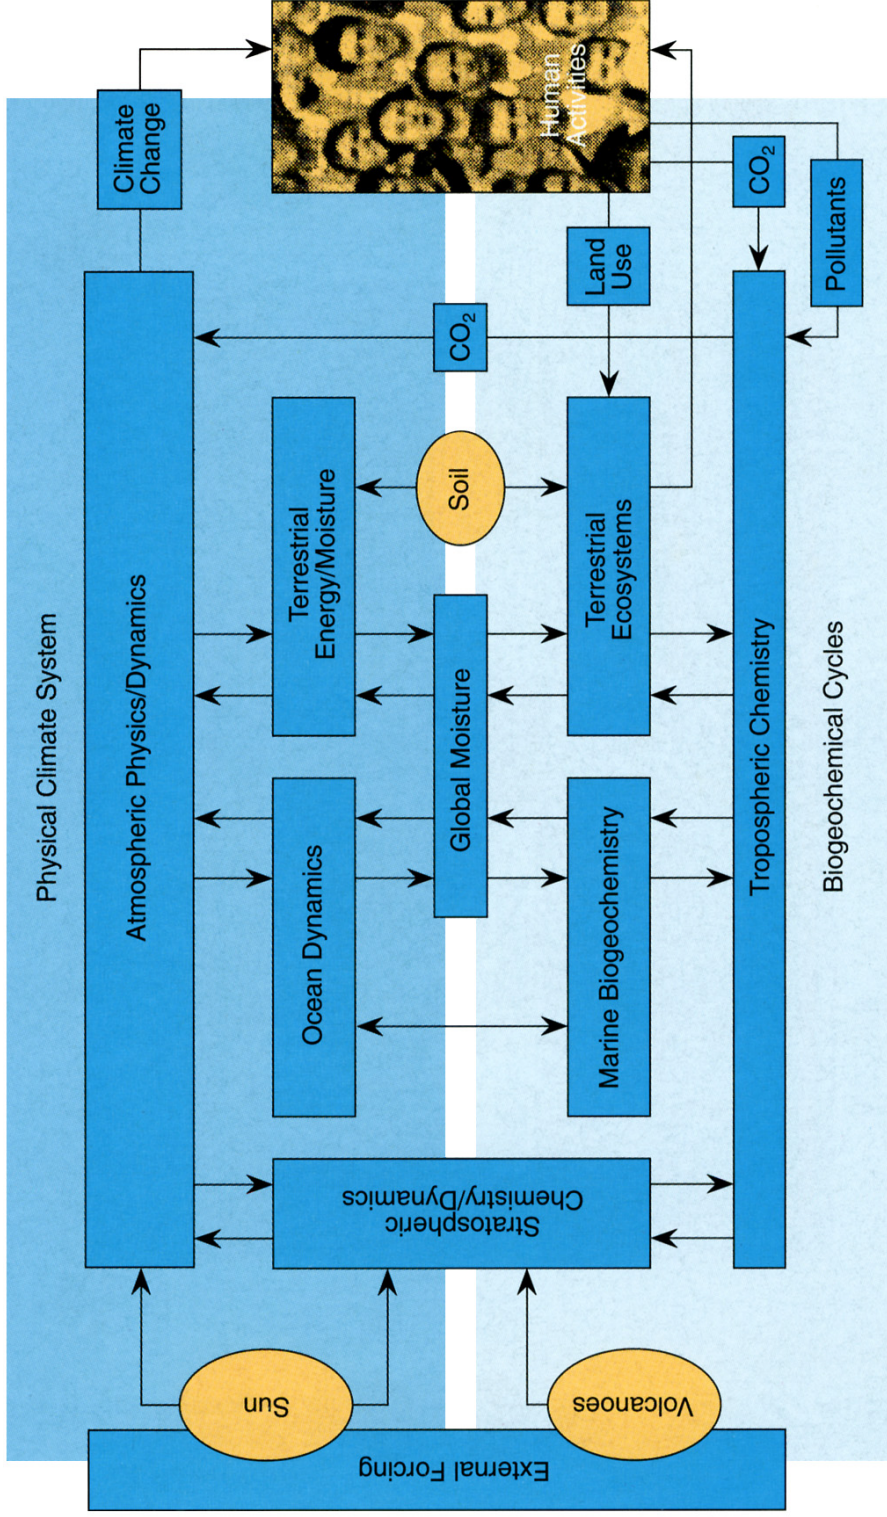 Physical Climate System
Climate
Change
Atmospheric Physics/Dynamics
Human
Activities
Terrestrial
Energy/Moisture
Ocean Dynamics
Stratospheric
Chemistry/Dynamics
Sun
External Forcing
Volcanoes
CO₂
Soil
Global Moisture
Land
Use
Terrestrial
Ecosystems
Marine Biogeochemistry
CO₂
Tropospheric Chemistry
Pollutants
Biogeochemical Cycles